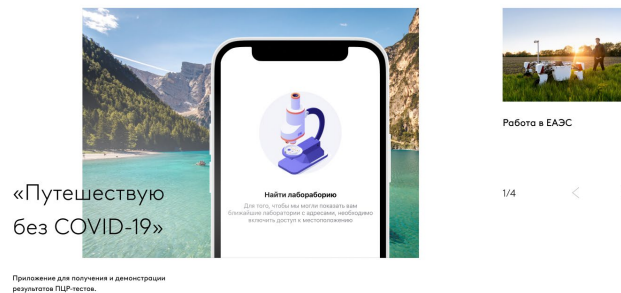 Найти лабораборию
Для того, чтобы мы могли показать вам
ближайшие лаборатории с адресами, необходимо
включить доступ к местоположению
«Путешествую
без COVID-19»
Приложение для получения и демонстрации
результатов ПЦР-тестов.
Работа в ЕАЭС
1/4